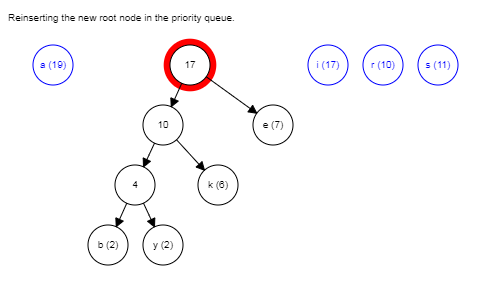 Reinserting the new root node in the priority queue.
a (19) 17 i (17) r (10) s (11)
10 e (7)
4 k (6)
b (2) y (2)